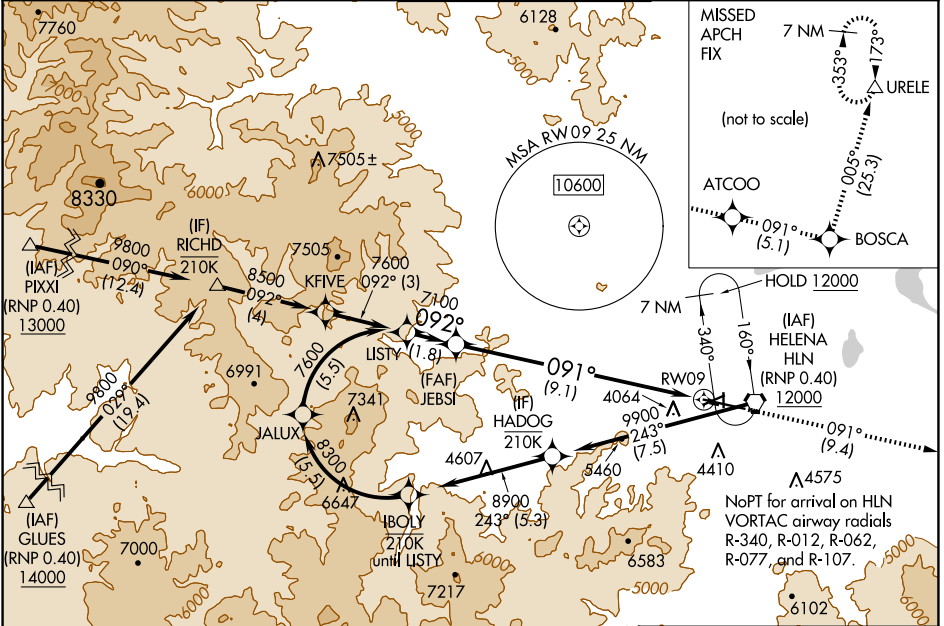 7760
6128
7000
5000
7505±
8330
6000
MSA RW09 25 NM
10600
MISSED
APCH
FIX
7 NM
353°
173°
URELE
(not to scale)
005°
(25.3)
ATCOO
091°
(5.1)
BOSCA
(IAF)
PIXXI
(RNP 0.40)
13000
9800
090°
(12.4)
(IF)
RICHD
210K
8500
092°
(4)
KFIVE
7505
7600
092° (3)
7100
092°
LISTY
(1.8)
(FAF)
JEBSI
091°
(9.1)
7 NM
HOLD 12000
340°
160°
(IAF)
HELENA
HLN
(RNP 0.40)
12000
RW09
4064
9900
243°
(7.5)
091°
(9.4)
9800
029°
(19.4)
6991
7600
(5.5)
7341
JALUX
8300
(5.5)
6647
(IF)
HADOG
210K
4607
5460
4410
4575
8900
243° (5.3)
IBOLY
210K
until LISTY
(IAF)
GLUES
(RNP 0.40)
14000
7000
6000
7217
6000
6583
5000
NoPT for arrival on HLN
VORTAC airway radials
R-340, R-012, R-062,
R-077, and R-107.
5000
6102